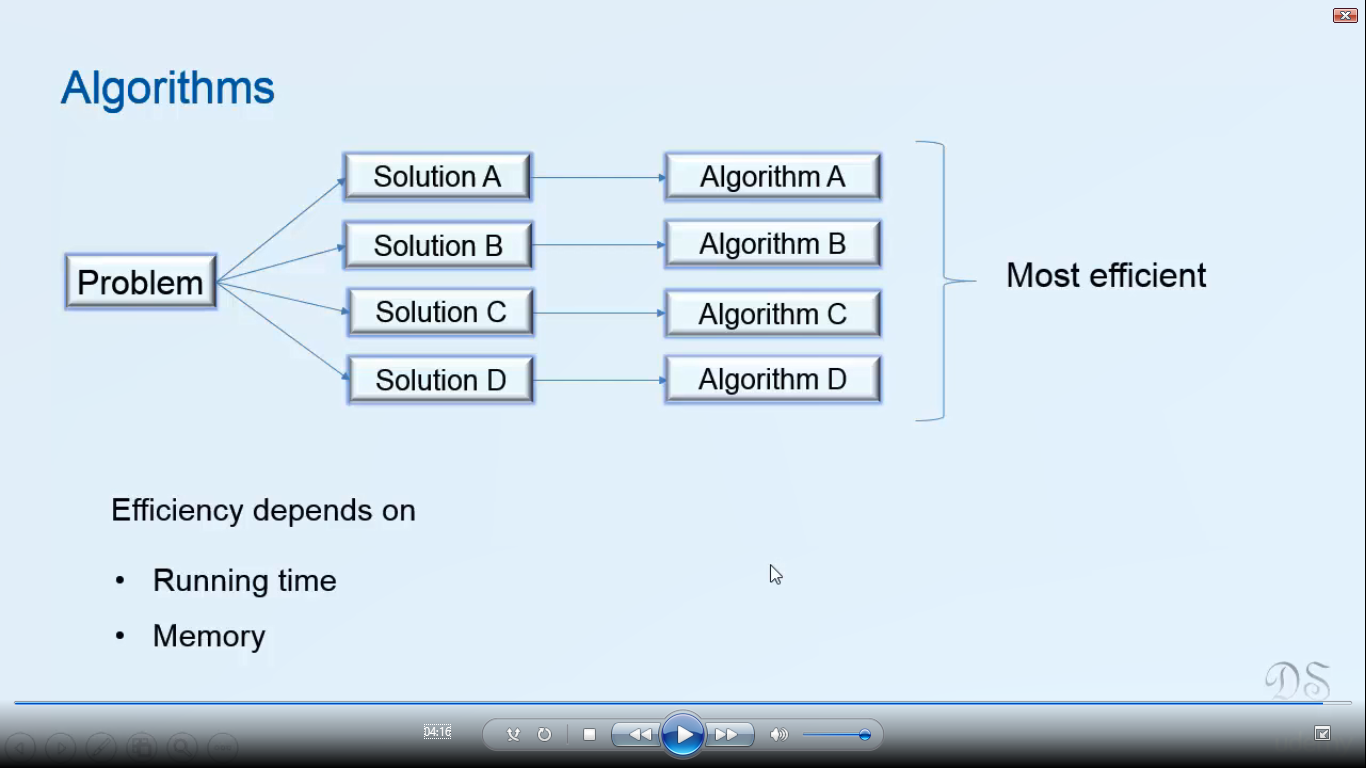 Algorithms
Solution A
Algorithm A
Solution B
Algorithm B
Problem
Most efficient
Solution C
Algorithm C
Solution D
Algorithm D
Efficiency depends on
• Running time
• Memory
DS
04:16